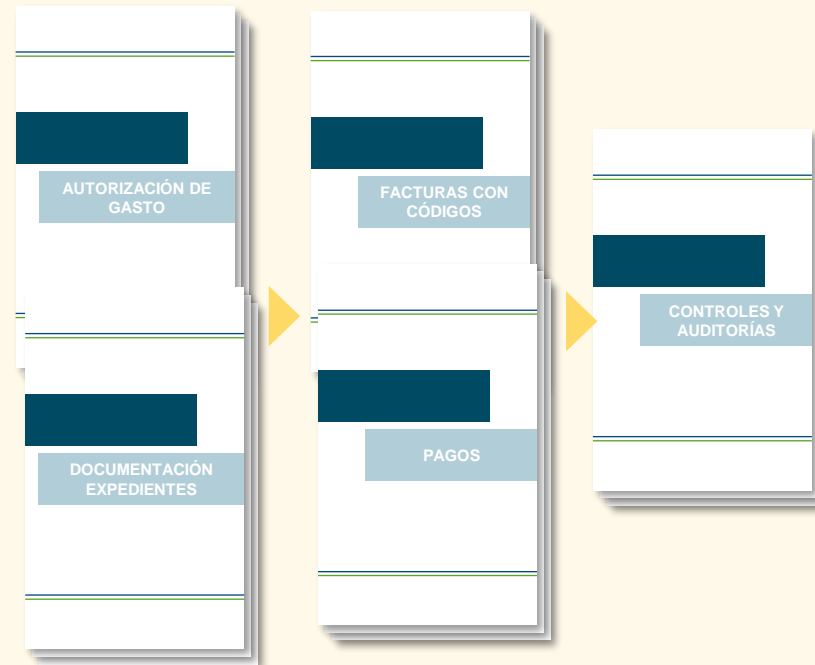 AUTORIZACIÓN DE
GASTO
DOCUMENTACIÓN
EXPEDIENTES
FACTURAS CON
CÓDIGOS
PAGOS
CONTROLES Y
AUDITORÍAS